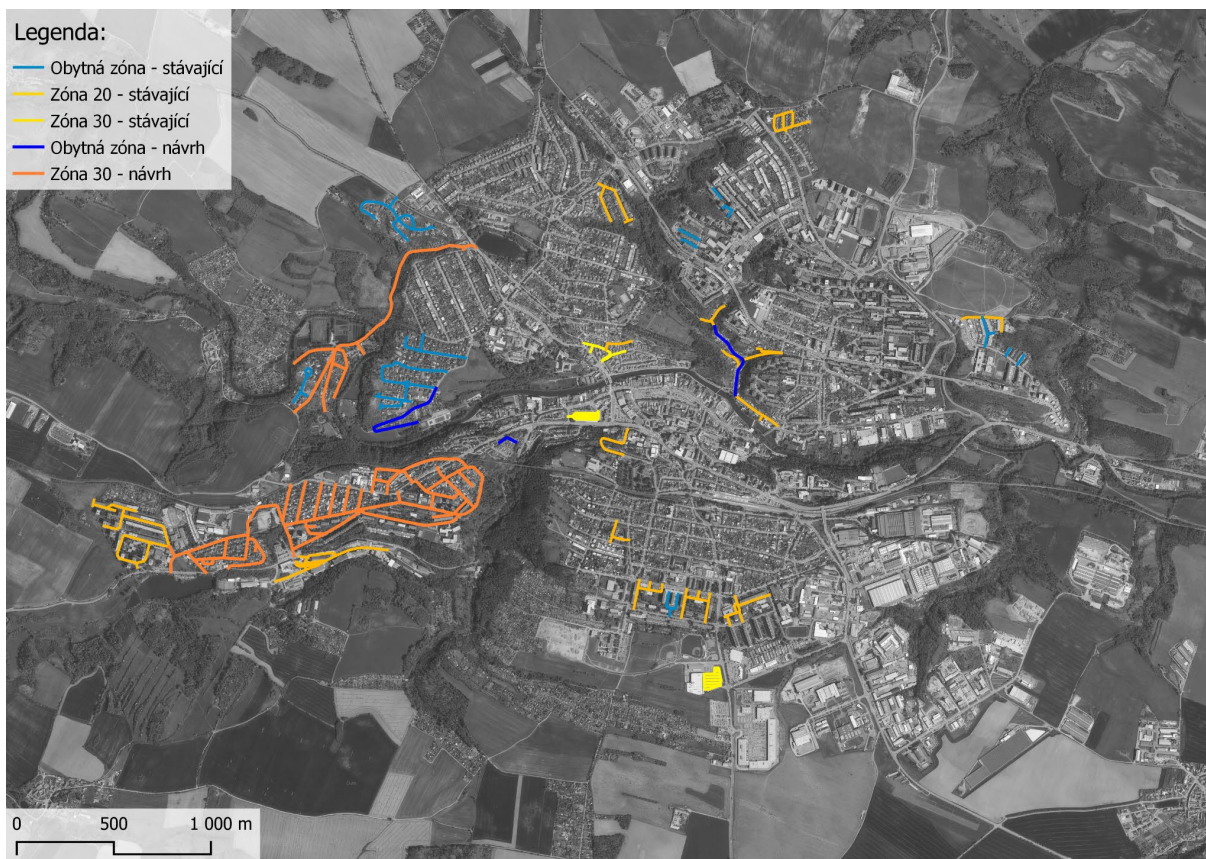 Legenda:
Obytná zóna - stávající
Zóna 20 - stávající
Zóna 30 - stávající
Obytná zóna - návrh
Zóna 30 - návrh
0 500 1 000 m